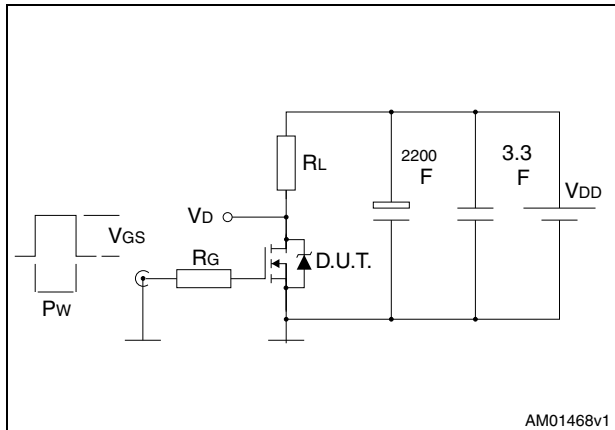 2200
F
3.3
F
RL
VDD
VD
VGS
RG
D.U.T.
PW
AM01468v1